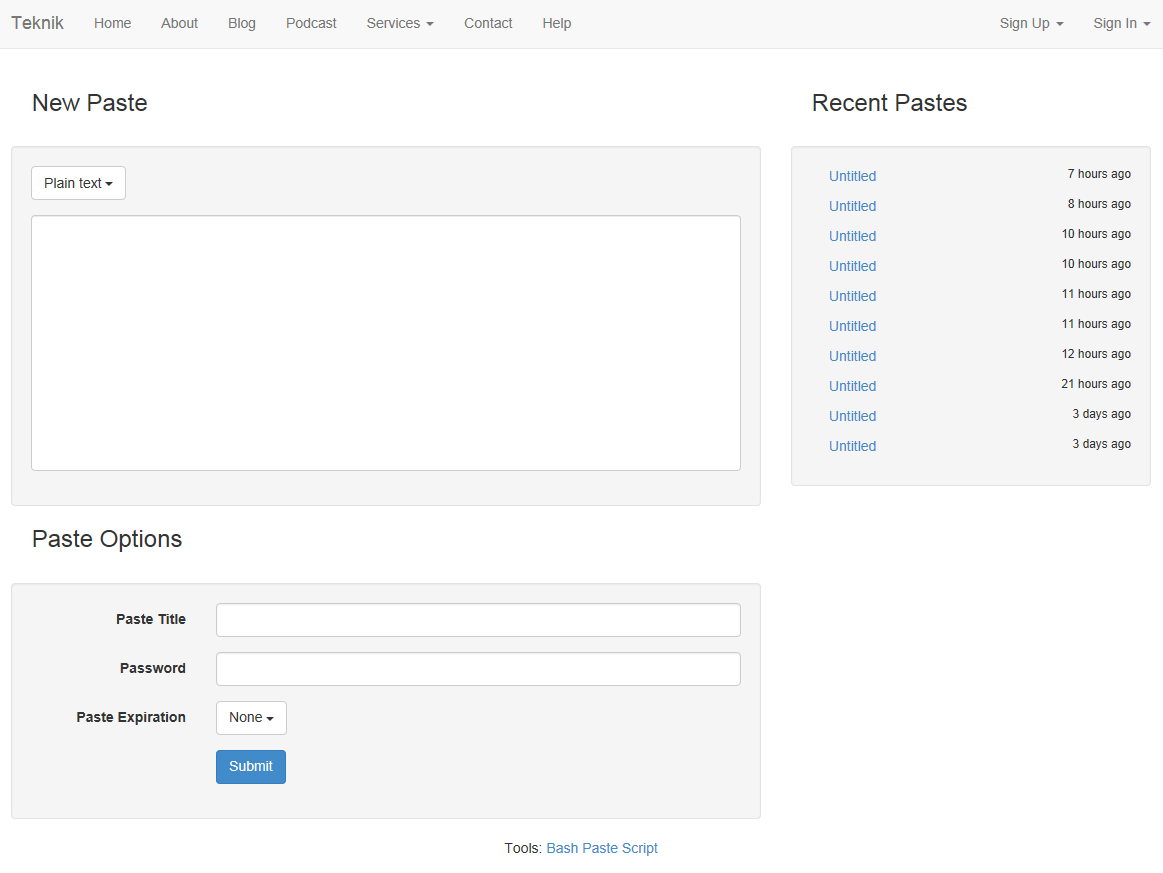 Teknik Home About Blog Podcast Services Contact Help Sign Up Sign In
New Paste
Plain text
Paste Options
Paste Title
Password
Paste Expiration None
Submit
Recent Pastes
Untitled 7 hours ago
Untitled 8 hours ago
Untitled 10 hours ago
Untitled 10 hours ago
Untitled 11 hours ago
Untitled 11 hours ago
Untitled 12 hours ago
Untitled 21 hours ago
Untitled 3 days ago
Untitled 3 days ago
Tools: Bash Paste Script